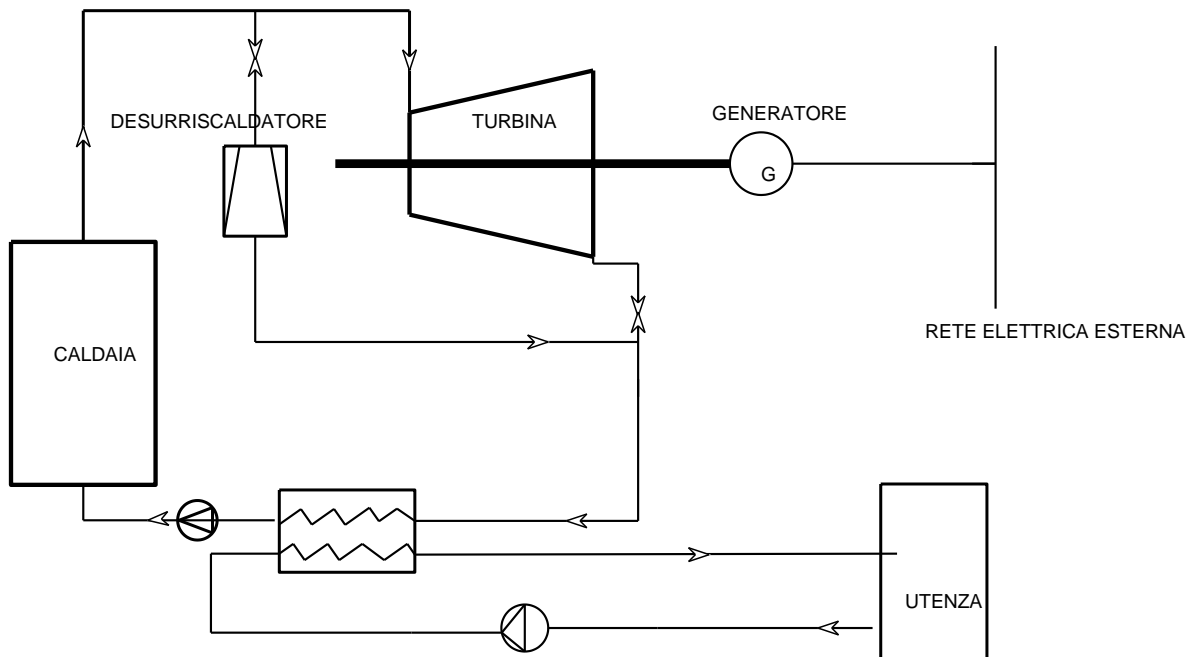 GENERATORE
DESURRISCALDATORE
TURBINA
G
RETE ELETTRICA ESTERNA
CALDAIA
UTENZA